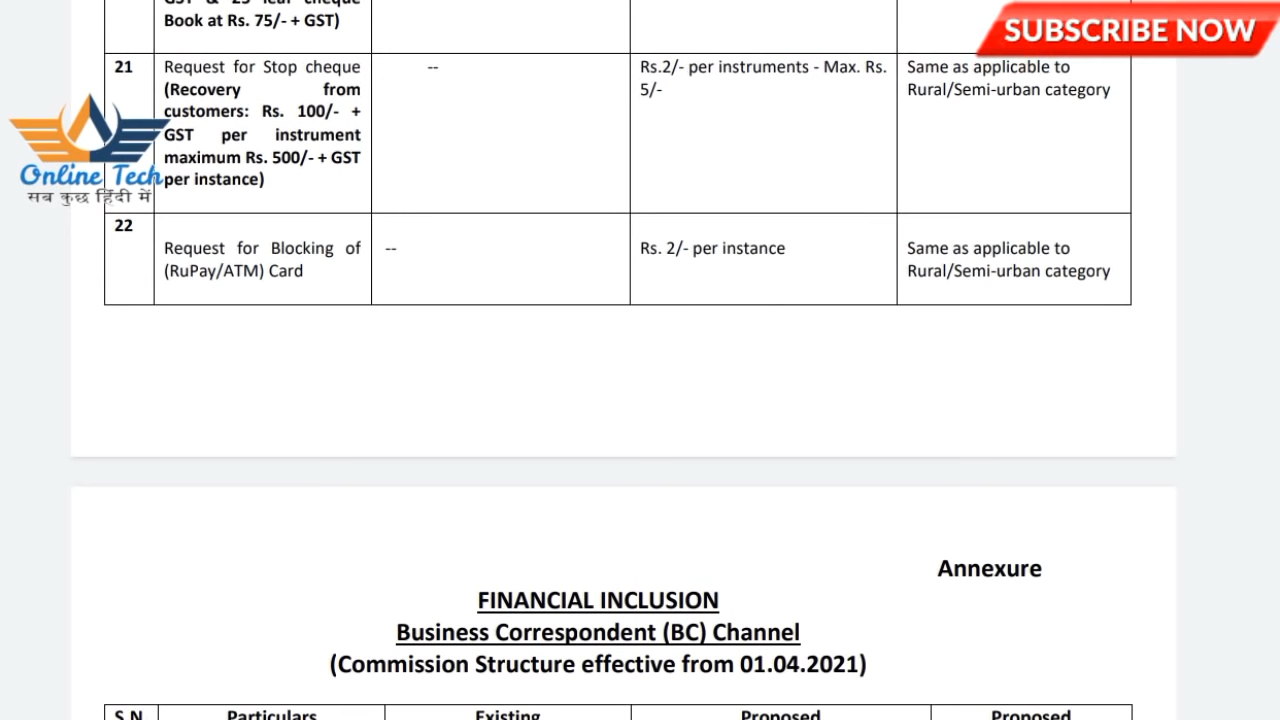 GST & 25 leaf cheque
Book at Rs. 75/- + GST)
SUBSCRIBE NOW
21
Request for Stop cheque
(Recovery from
customers: Rs. 100/- +
GST per instrument
maximum Rs. 500/- + GST
per instance)
--
Rs.2/- per instruments - Max. Rs.
5/-
Same as applicable to
Rural/Semi-urban category
Online Tech
सब कुछ हिंदी में
22
Request for Blocking of
(RuPay/ATM) Card
--
Rs. 2/- per instance
Same as applicable to
Rural/Semi-urban category
Annexure
FINANCIAL INCLUSION
Business Correspondent (BC) Channel
(Commission Structure effective from 01.04.2021)
S.N Particulars Existing Proposed Proposed